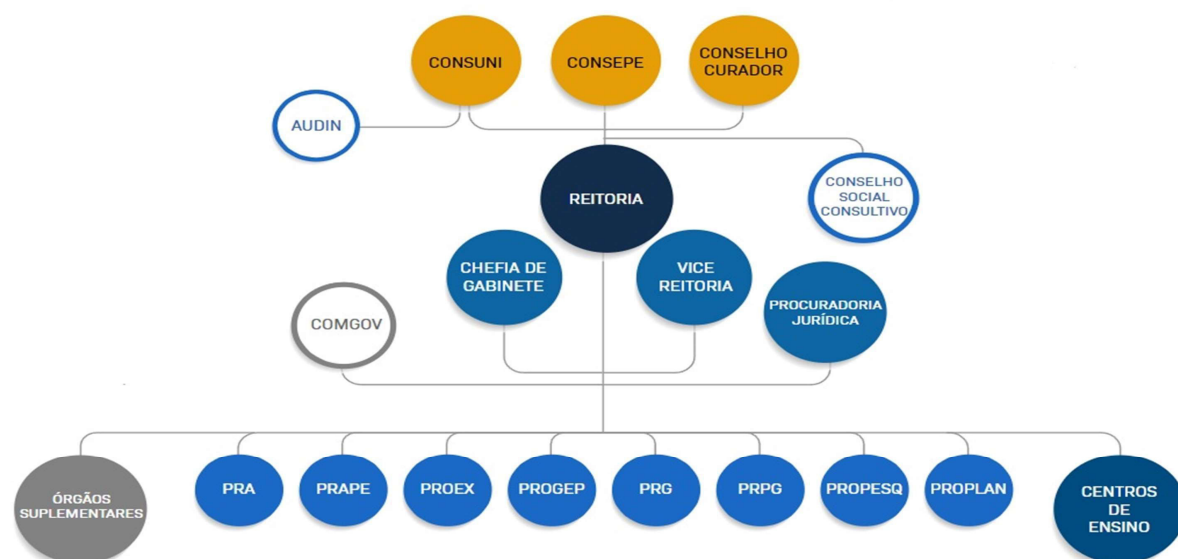 CONSUNI
CONSEPE
CONSELHO
CURADOR
AUDIN
REITORIA
CONSELHO
SOCIAL
CONSULTIVO
CHEFIA DE
GABINETE
VICE
REITORIA
PROCURADORIA
JURÍDICA
COMGOV
ÓRGÃOS
SUPLEMENTARES
PRA
PRAPE
PROEX
PROGEP
PRG
PRPG
PROPESQ
PROPLAN
CENTROS
DE
ENSINO